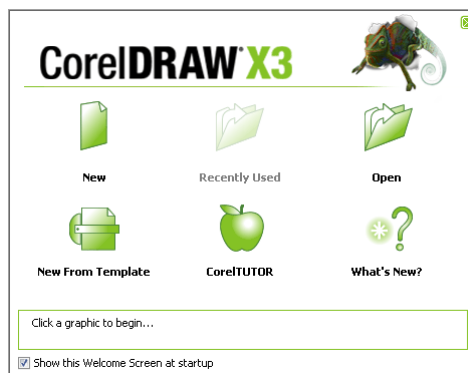 CorelDRAW® X3
New Recently Used Open
New From Template CorelTUTOR What's New?
Click a graphic to begin...
Show this Welcome Screen at startup